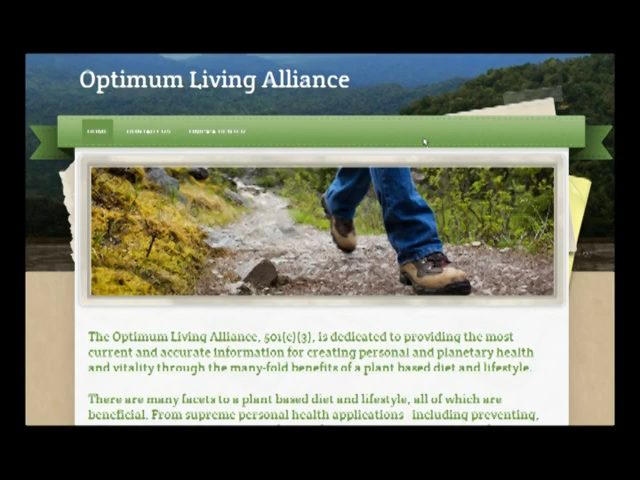 Optimum Living Alliance
HOME CONTACT US
The Optimum Living Alliance, 501(c)(3), is dedicated to providing the most
current and accurate information for creating personal and planetary health
and vitality through the many-fold benefits of a plant based diet and lifestyle.
There are many facets to a plant based diet and lifestyle, all of which are
beneficial. From supreme personal health applications including preventing,